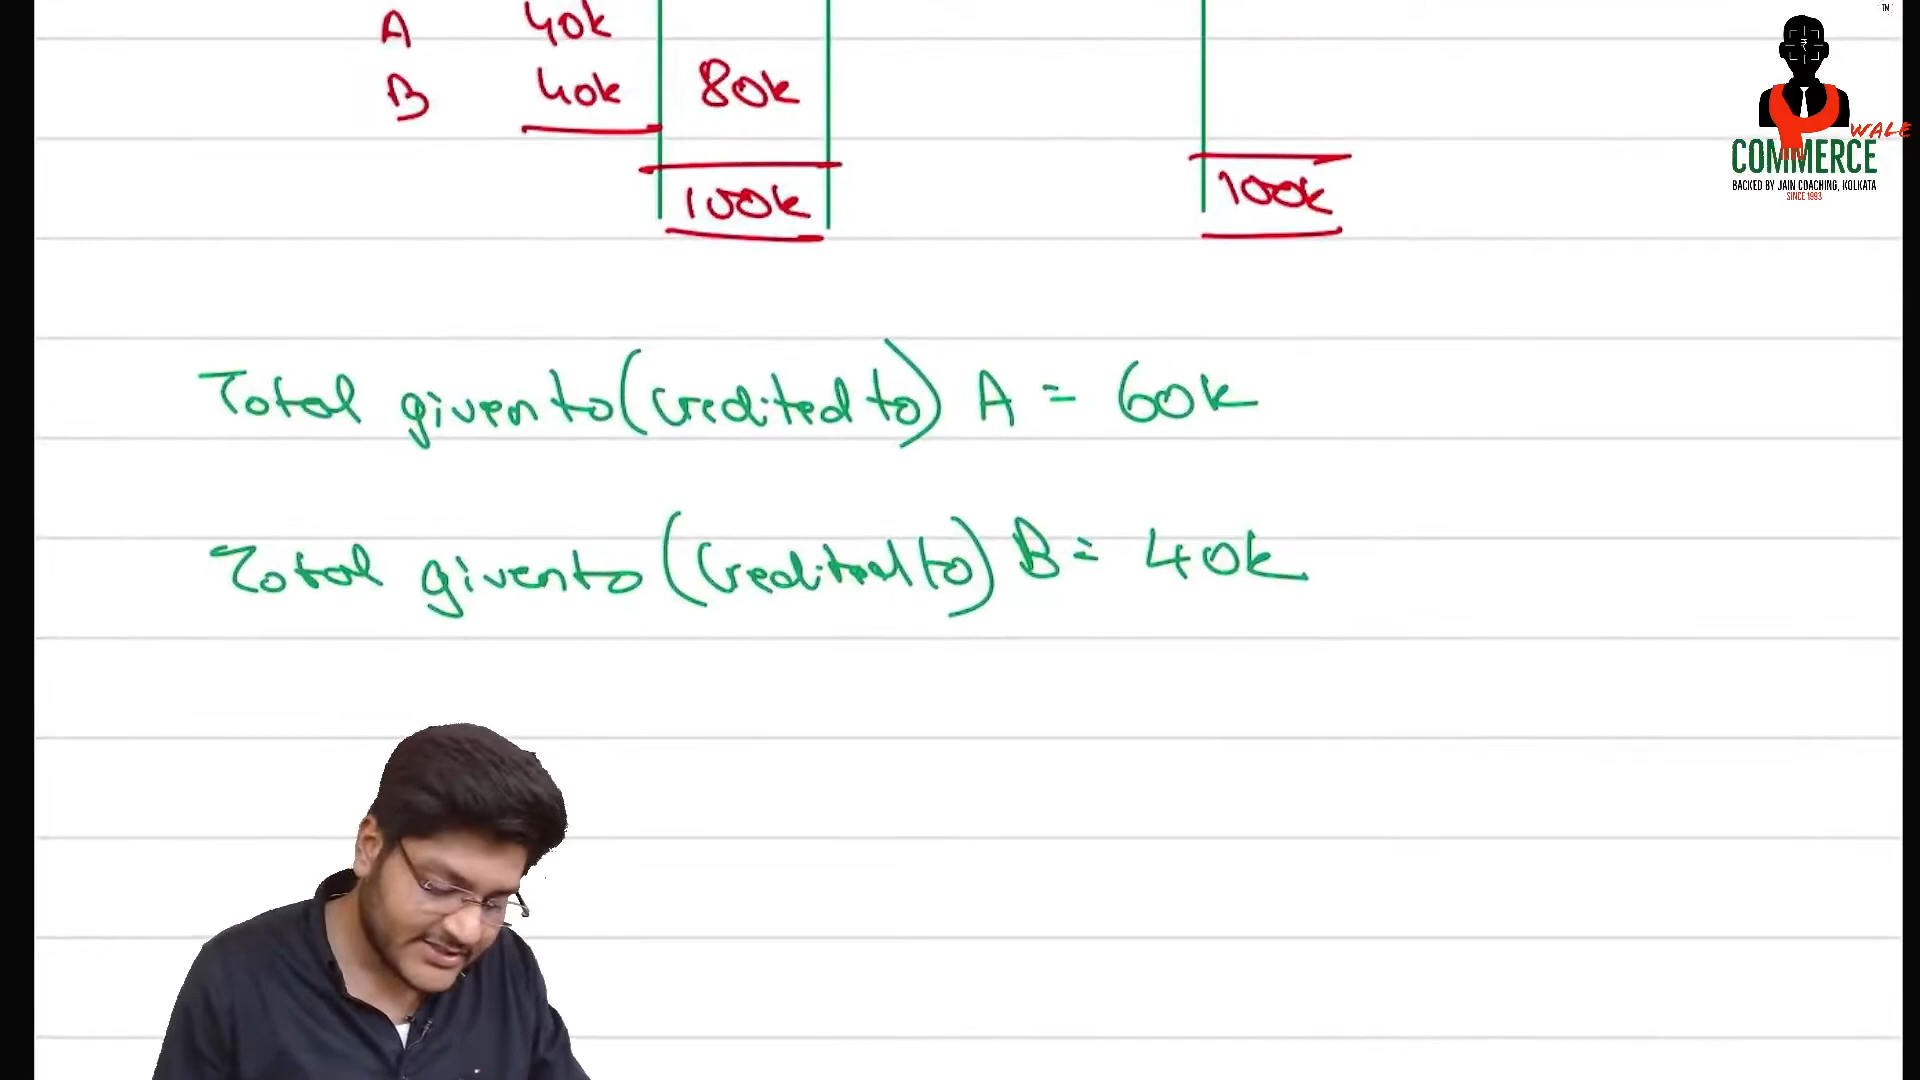 A 40k
B 40k 80k
100k 100k
Total given to (credited to) A = 60k
Total given to (credited to) B = 40k
TM
WALE
COMMERCE
BACKED BY JAIN COACHING, KOLKATA
SINCE 1993